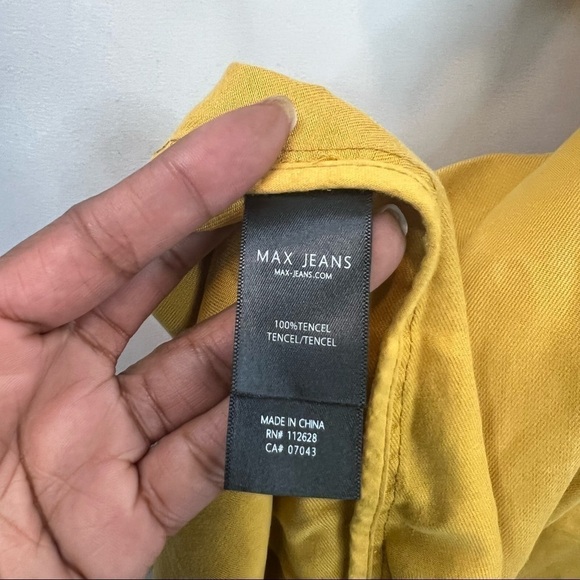 MAX JEANS
MAX-JEANS.COM
100%TENCEL
TENCEL/TENCEL
MADE IN CHINA
RN# 112628
CA# 07043